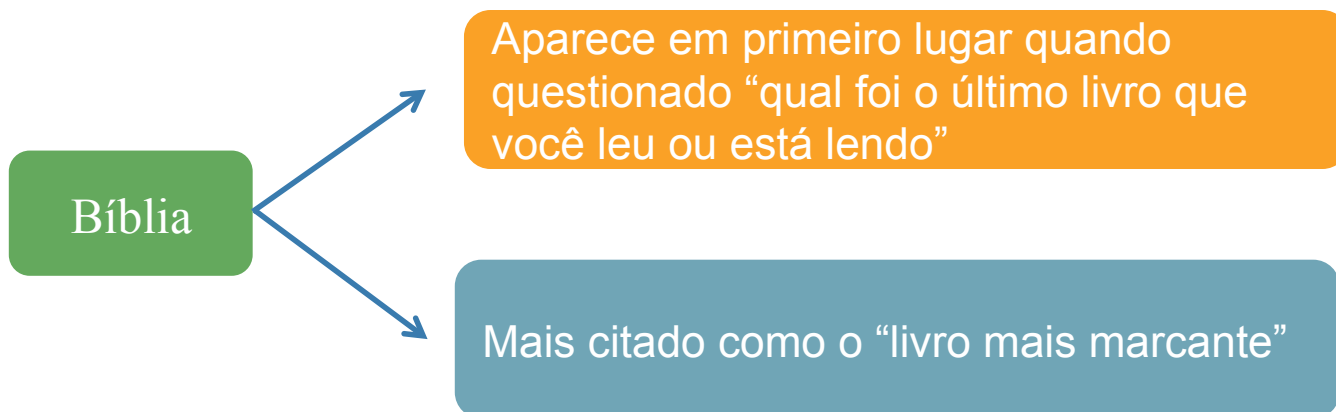 Aparece em primeiro lugar quando
questionado “qual foi o último livro que
você leu ou está lendo”
Bíblia
Mais citado como o “livro mais marcante”